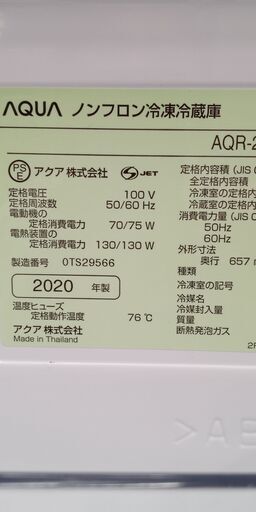 AQUA ノンフロン冷凍冷蔵庫
AQR-2
PS E アクア 株式会社 S JET
定格電圧 100 V
定格周波数 50/60 Hz
電動機の
定格消費電力 70/75 W
電熱装置の
定格消費電力 130/130 W
製造番号 0TS29566
2020 年製
温度ヒューズ
定格動作温度 76 ℃
アクア 株式会社
Made in Thailand
定格内容積 (JIS C
全定格内容積
冷凍室の定格内容積
冷蔵室の定格内
消費電力量 (JIS C
50Hz
60Hz
外形寸法
奥行 657 m
種類
冷凍室の記号
冷媒名
冷媒封入量
質量
断熱発泡ガス
>AB